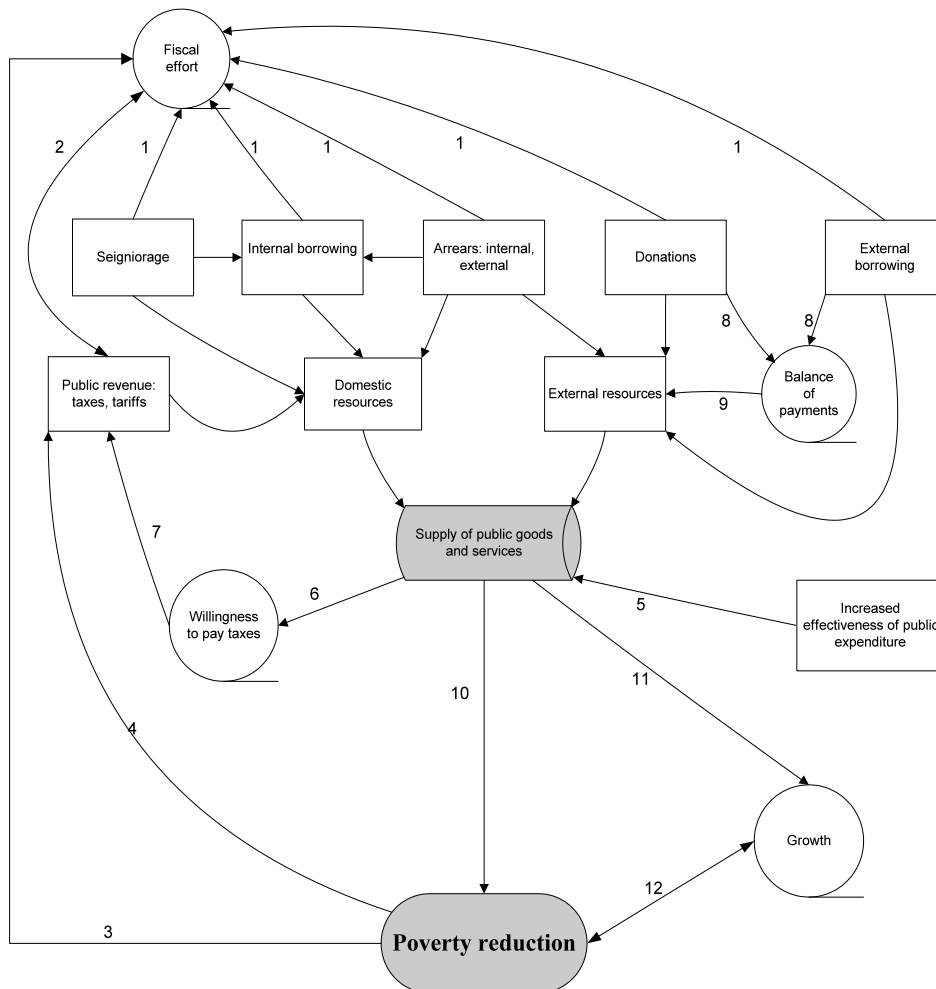 Fiscal
effort
2
1
1
1
1
1
Seigniorage
Internal borrowing
Arrears: internal,
external
Donations
External
borrowing
8
8
Public revenue:
taxes, tariffs
Domestic
resources
External resources
9
Balance
of
payments
Supply of public goods
and services
7
6
Willingness
to pay taxes
5
Increased
effectiveness of public
expenditure
4
10
11
Growth
12
3
Poverty reduction